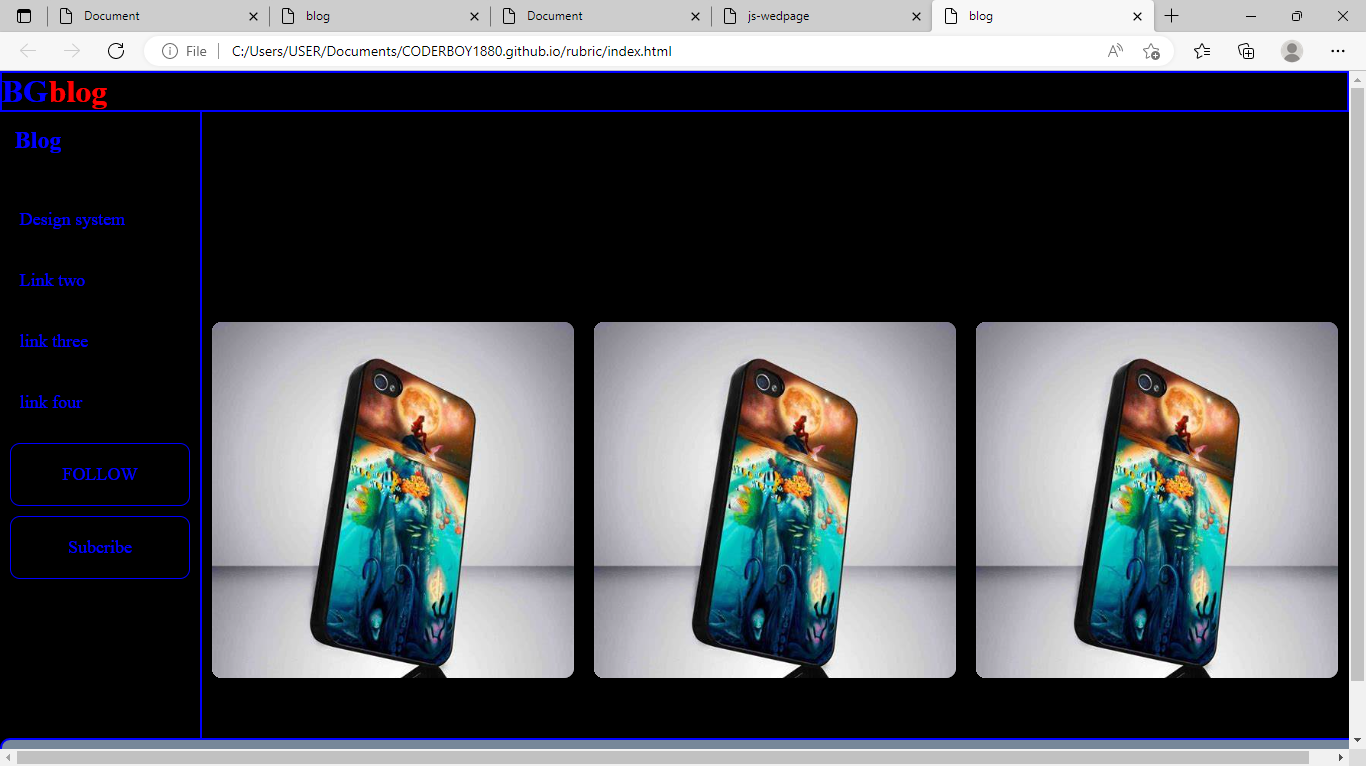 Document
blog
Document
js-wedpage
blog
File
C:/Users/USER/Documents/CODERBOY1880.github.io/rubric/index.html
BGblog
Blog
Design system
Link two
link three
link four
FOLLOW
Subcribe